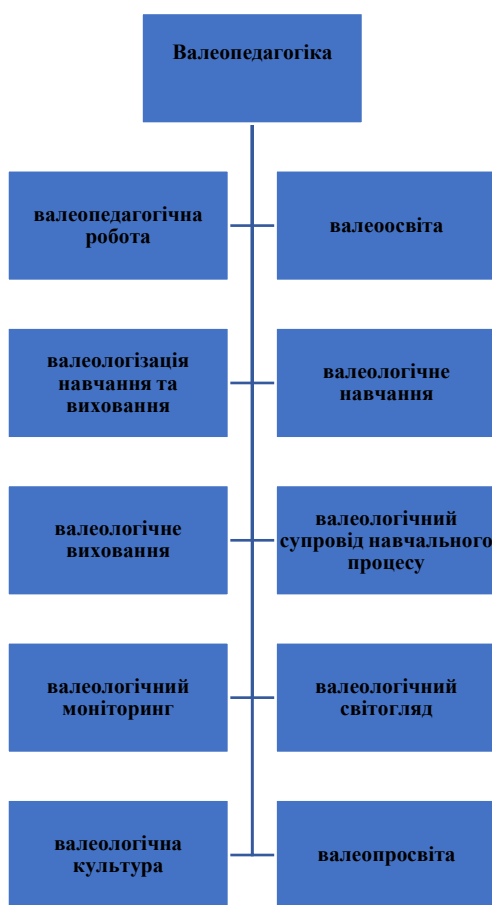 Валеопедагогіка
валеопедагогічна
робота
валеоосвіта
валеологізація
навчання та
виховання
валеологічне
навчання
валеологічне
виховання
валеологічний
супровід навчального
процесу
валеологічний
моніторинг
валеологічний
світогляд
валеологічна
культура
валеопросвіта